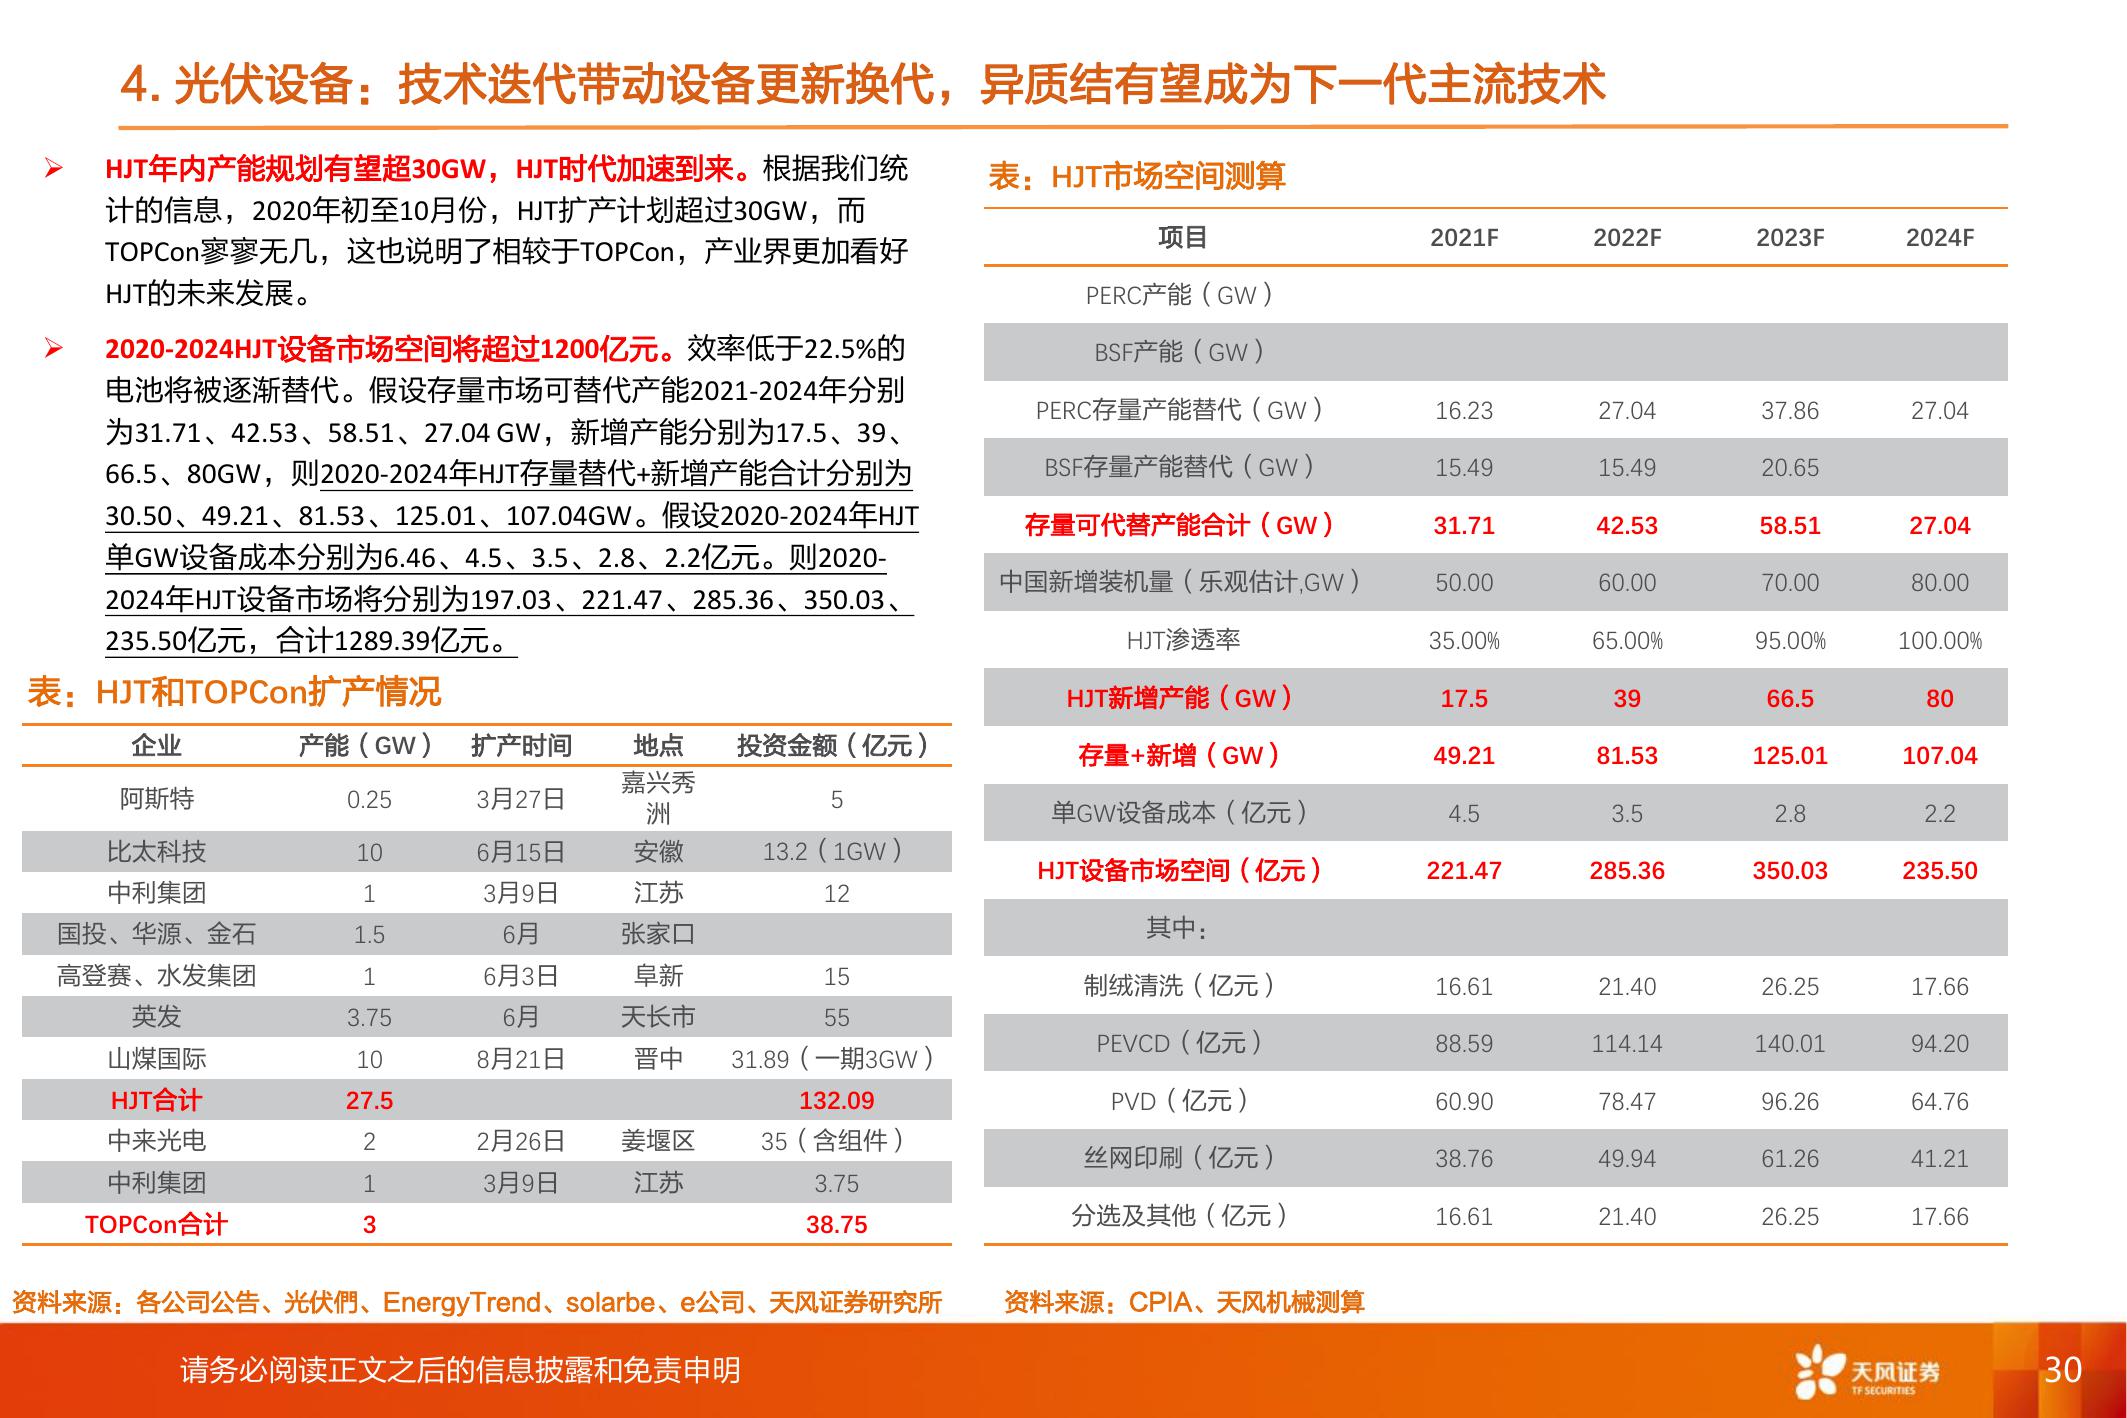 4. 光伏设备：技术迭代带动设备更新换代，异质结有望成为下一代主流技术
HJT年内产能规划有望超30GW，HJT时代加速到来。根据我们统
计的信息，2020年初至10月份，HJT扩产计划超过30GW，而
TOPCon寥寥无几，这也说明了相较于TOPCon，产业界更加看好
HJT的未来发展。
2020-2024HJT设备市场空间将超过1200亿元。效率低于22.5%的
电池将被逐渐替代。假设存量市场可替代产能2021-2024年分别
为31.71、42.53、58.51、27.04 GW，新增产能分别为17.5、39、
66.5、80GW，则2020-2024年HJT存量替代+新增产能合计分别为
30.50、49.21、81.53、125.01、107.04GW。假设2020-2024年HJT
单GW设备成本分别为6.46、4.5、3.5、2.8、2.2亿元。则2020-
2024年HJT设备市场将分别为197.03、221.47、285.36、350.03、
235.50亿元，合计1289.39亿元。
表：HJT和TOPCon扩产情况
企业 产能（GW） 扩产时间 地点 投资金额（亿元）
阿斯特 0.25 3月27日 嘉兴秀洲 5
比太科技 10 6月15日 安徽 13.2（1GW）
中利集团 1 3月9日 江苏 12
国投、华源、金石 1.5 6月 张家口
高登赛、水发集团 1 6月3日 阜新 15
英发 3.75 6月 天长市 55
山煤国际 10 8月21日 晋中 31.89（一期3GW）
HJT合计 27.5 132.09
中来光电 2 2月26日 姜堰区 35（含组件）
中利集团 1 3月9日 江苏 3.75
TOPCon合计 3 38.75
资料来源：各公司公告、光伏們、EnergyTrend、solarbe、e公司、天风证券研究所
表：HJT市场空间测算
项目 2021F 2022F 2023F 2024F
PERC产能（GW）
BSF产能（GW）
PERC存量产能替代（GW） 16.23 27.04 37.86 27.04
BSF存量产能替代（GW） 15.49 15.49 20.65
存量可代替产能合计（GW） 31.71 42.53 58.51 27.04
中国新增装机量（乐观估计,GW） 50.00 60.00 70.00 80.00
HJT渗透率 35.00% 65.00% 95.00% 100.00%
HJT新增产能（GW） 17.5 39 66.5 80
存量+新增（GW） 49.21 81.53 125.01 107.04
单GW设备成本（亿元） 4.5 3.5 2.8 2.2
HJT设备市场空间（亿元） 221.47 285.36 350.03 235.50
其中：
制绒清洗（亿元） 16.61 21.40 26.25 17.66
PEVCD（亿元） 88.59 114.14 140.01 94.20
PVD（亿元） 60.90 78.47 96.26 64.76
丝网印刷（亿元） 38.76 49.94 61.26 41.21
分选及其他（亿元） 16.61 21.40 26.25 17.66
资料来源：CPIA、天风机械测算
请务必阅读正文之后的信息披露和免责申明
天风证券
TF SECURITIES
30